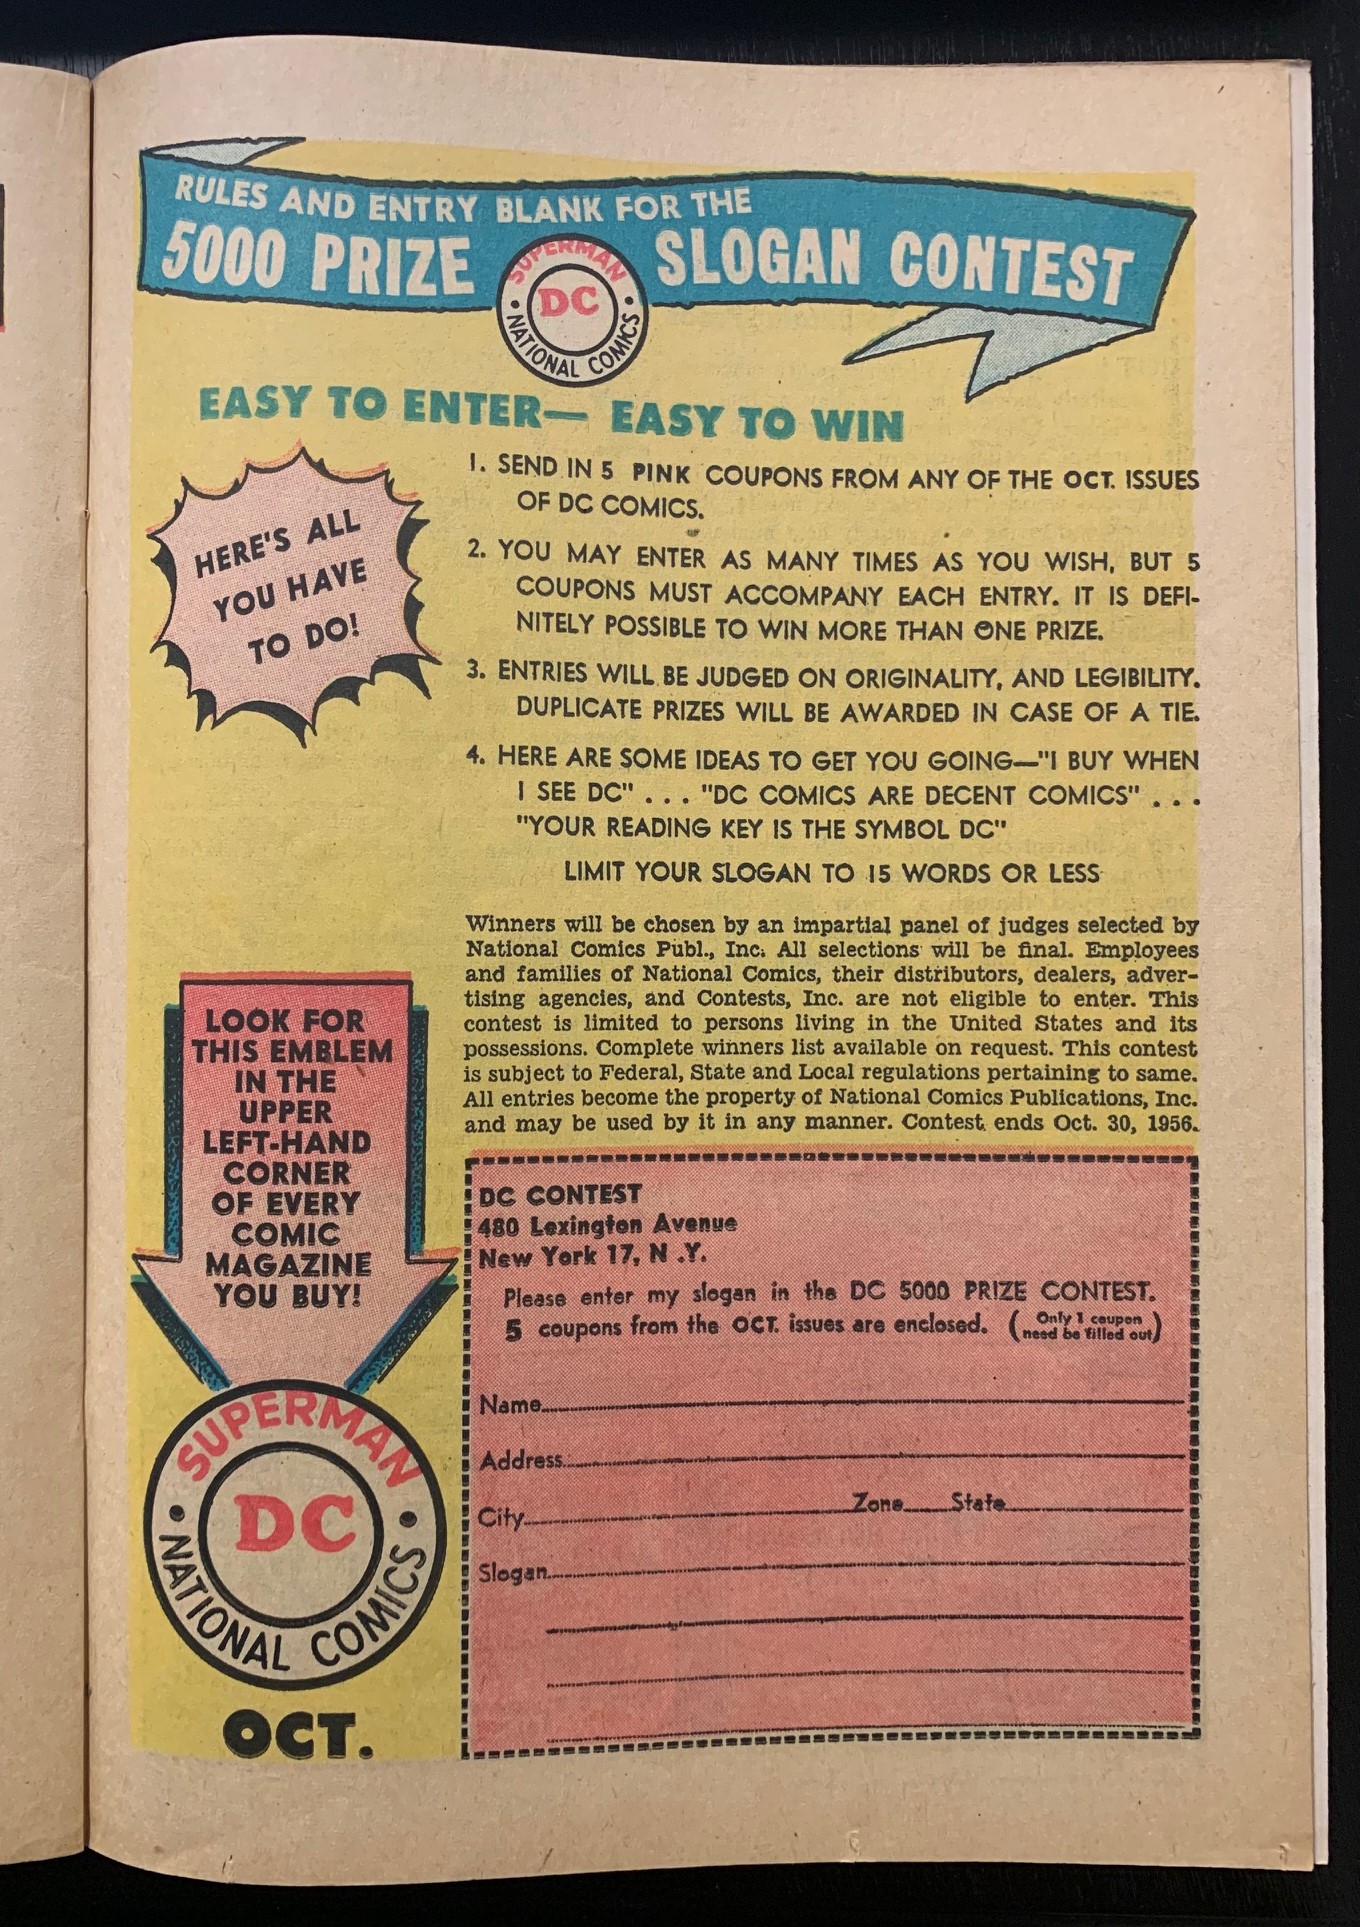 RULES AND ENTRY BLANK FOR THE
5000 PRIZE SLOGAN CONTEST
SUPERMAN
DC
• NATIONAL COMICS •
EASY TO ENTER— EASY TO WIN
HERE'S ALL
YOU HAVE
TO DO!
1. SEND IN 5 PINK COUPONS FROM ANY OF THE OCT. ISSUES
OF DC COMICS.
2. YOU MAY ENTER AS MANY TIMES AS YOU WISH, BUT 5
COUPONS MUST ACCOMPANY EACH ENTRY. IT IS DEFI-
NITELY POSSIBLE TO WIN MORE THAN ONE PRIZE.
3. ENTRIES WILL BE JUDGED ON ORIGINALITY, AND LEGIBILITY.
DUPLICATE PRIZES WILL BE AWARDED IN CASE OF A TIE.
4. HERE ARE SOME IDEAS TO GET YOU GOING—"I BUY WHEN
I SEE DC" . . . "DC COMICS ARE DECENT COMICS" . . .
"YOUR READING KEY IS THE SYMBOL DC"
LIMIT YOUR SLOGAN TO 15 WORDS OR LESS
Winners will be chosen by an impartial panel of judges selected by
National Comics Publ., Inc. All selections will be final. Employees
and families of National Comics, their distributors, dealers, adver-
tising agencies, and Contests, Inc. are not eligible to enter. This
contest is limited to persons living in the United States and its
possessions. Complete winners list available on request. This contest
is subject to Federal, State and Local regulations pertaining to same.
All entries become the property of National Comics Publications, Inc.
and may be used by it in any manner. Contest ends Oct. 30, 1956.
LOOK FOR
THIS EMBLEM
IN THE
UPPER
LEFT-HAND
CORNER
OF EVERY
COMIC
MAGAZINE
YOU BUY!
SUPERMAN
DC
• NATIONAL COMICS •
OCT.
DC CONTEST
480 Lexington Avenue
New York 17, N .Y.
Please enter my slogan in the DC 5000 PRIZE CONTEST.
5 coupons from the OCT. issues are enclosed. (Only 1 coupon
need be filled out)
Name
Address
City Zone State
Slogan